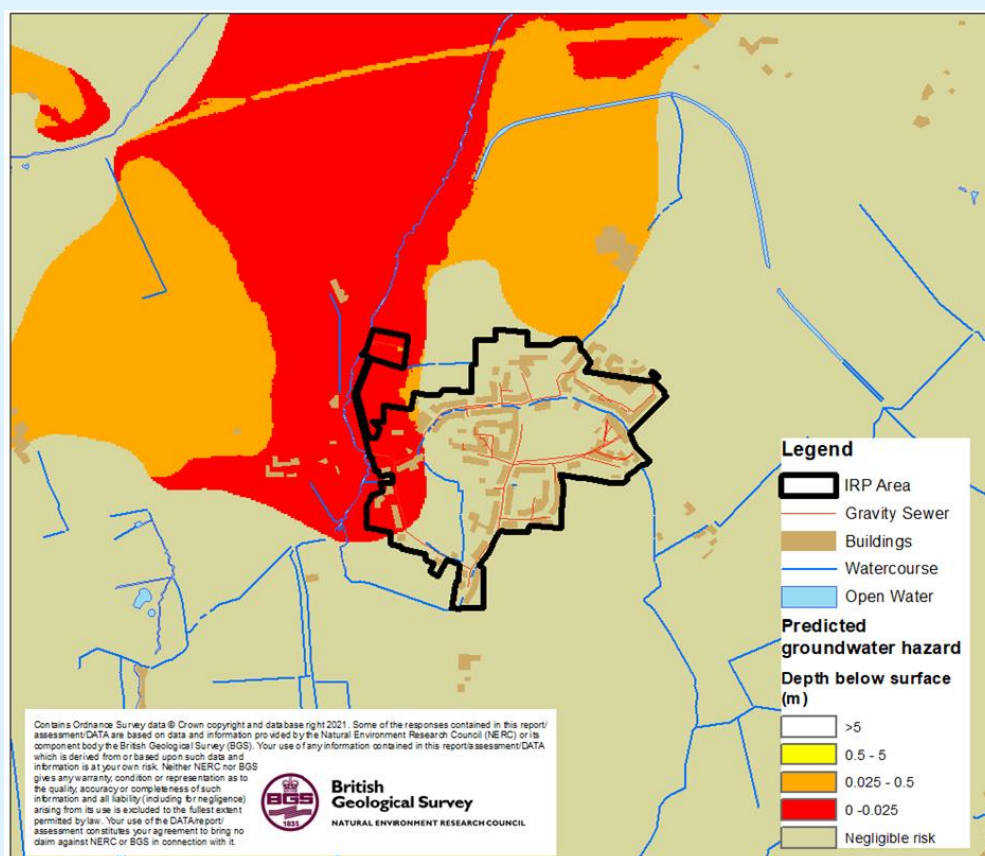 Legend
IRP Area
Gravity Sewer
Buildings
Watercourse
Open Water
Predicted
groundwater hazard
Depth below surface
(m)
>5
0.5 - 5
0.025 - 0.5
0 -0.025
Negligible risk
Contains Ordnance Survey data © Crown copyright and database right 2021. Some of the responses contained in this report/
assessment/DATA are based on data and information provided by the Natural Environment Research Council (NERC) or its
component body the British Geological Survey (BGS). Your use of any information contained in this report/assessment/DATA
which is derived from or based upon such data and
information is at your own risk. Neither NERC nor BGS
gives any warranty, condition or representation as to
the quality, accuracy or completeness of such
information and all liability (including for negligence)
arising from its use is excluded to the fullest extent
permitted by law. Your use of the DATA/report/
assessment constitutes your agreement to bring no
claim against NERC or BGS in connection with it.
BGS
1835
British
Geological Survey
NATURAL ENVIRONMENT RESEARCH COUNCIL